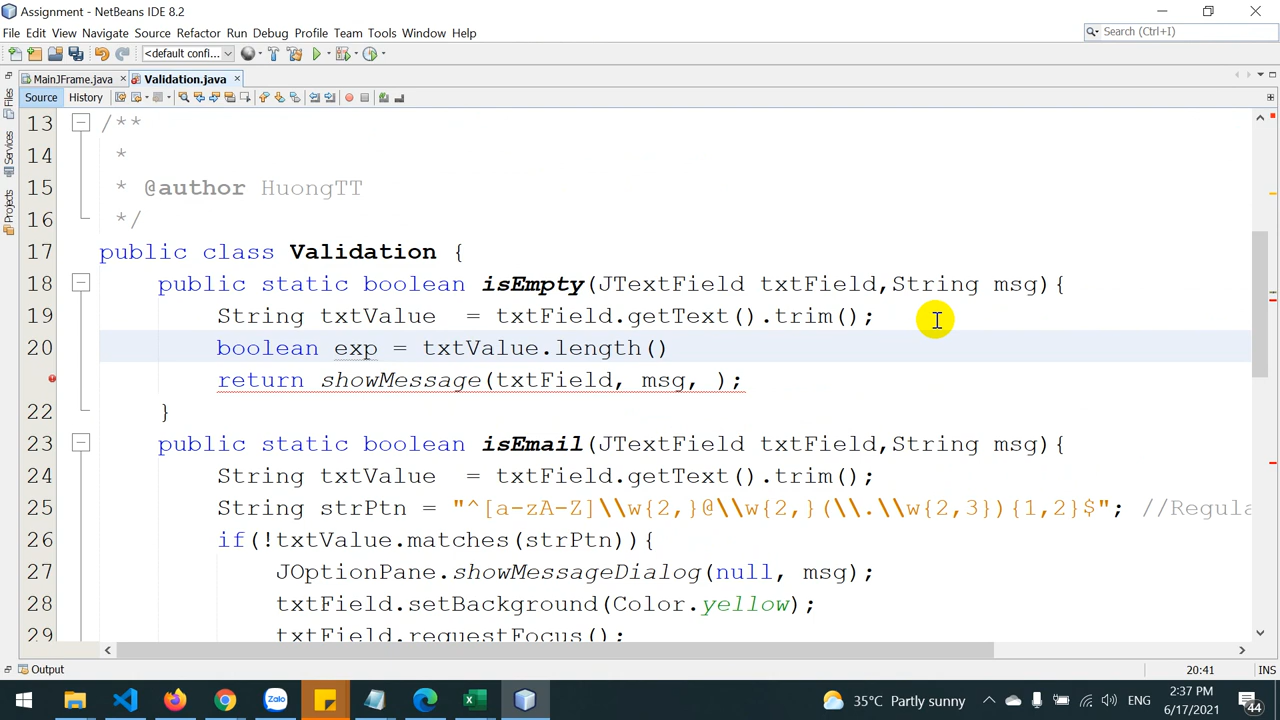 Assignment - NetBeans IDE 8.2
File Edit View Navigate Source Refactor Run Debug Profile Team Tools Window Help
Search (Ctrl+I)
<default confi...
MainJFrame.java Validation.java
Source History
Files
Services
Projects
13 /**
14 *
15 * @author HuongTT
16 */
17 public class Validation {
18 public static boolean isEmpty(JTextField txtField,String msg){
19 String txtValue = txtField.getText().trim();
20 boolean exp = txtValue.length()
return showMessage(txtField, msg, );
22 }
23 public static boolean isEmail(JTextField txtField,String msg){
24 String txtValue = txtField.getText().trim();
25 String strPtn = "^[a-zA-Z]\\w{2,}@\\w{2,}(\\.\\w{2,3}){1,2}$"; //Regula
26 if(!txtValue.matches(strPtn)){
27 JOptionPane.showMessageDialog(null, msg);
28 txtField.setBackground(Color.yellow);
29 txtField.requestFocus();
Output
20:41 INS
Zalo
35°C Partly sunny
ENG
2:37 PM
6/17/2021
44